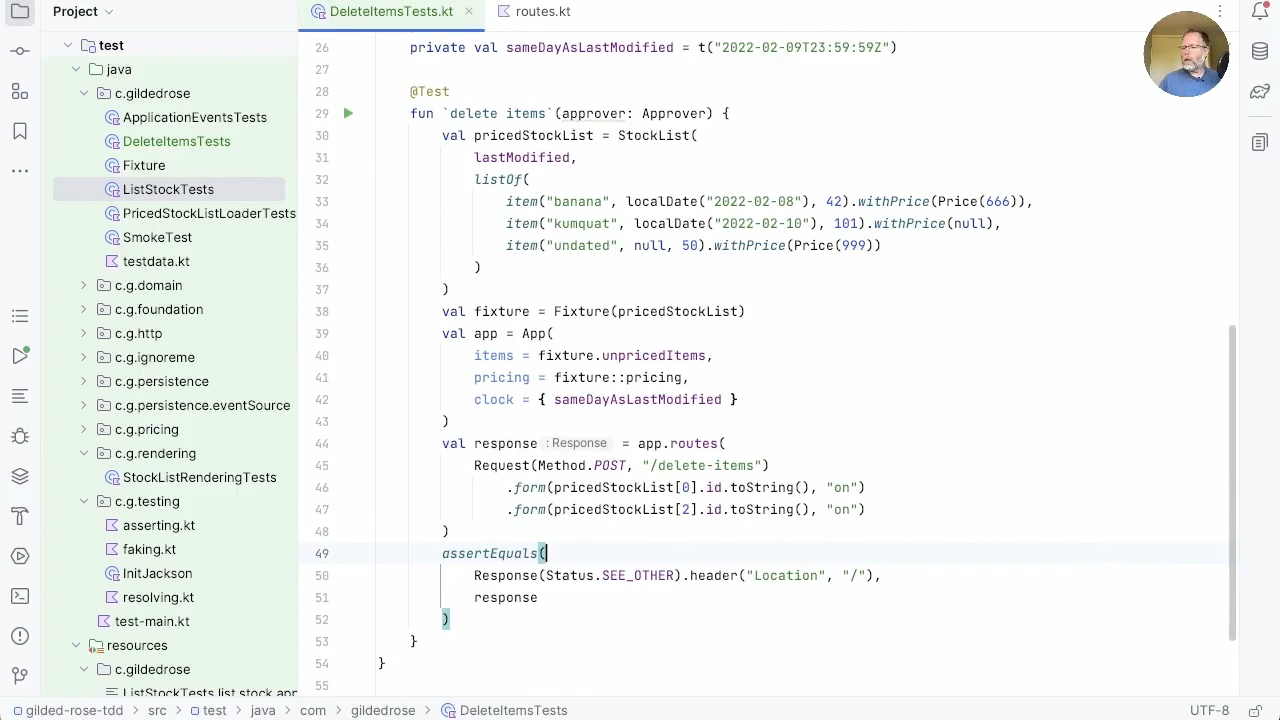 Project
DeleteItemsTests.kt
routes.kt
test
java
c.gildedrose
ApplicationEventsTests
DeleteItemsTests
Fixture
ListStockTests
PricedStockListLoaderTests
SmokeTest
testdata.kt
c.g.domain
c.g.foundation
c.g.http
c.g.ignoreme
c.g.persistence
c.g.persistence.eventSource
c.g.pricing
c.g.rendering
StockListRenderingTests
c.g.testing
asserting.kt
faking.kt
InitJackson
resolving.kt
test-main.kt
resources
c.gildedrose
ListStockTests.list stock.app
26 private val sameDayAsLastModified = t("2022-02-09T23:59:59Z")
27
28 @Test
29 fun `delete items`(approver: Approver) {
30 val pricedStockList = StockList(
31 lastModified,
32 listOf(
33 item("banana", localDate("2022-02-08"), 42).withPrice(Price(666)),
34 item("kumquat", localDate("2022-02-10"), 101).withPrice(null),
35 item("undated", null, 50).withPrice(Price(999))
36 )
37 )
38 val fixture = Fixture(pricedStockList)
39 val app = App(
40 items = fixture.unpricedItems,
41 pricing = fixture::pricing,
42 clock = { sameDayAsLastModified }
43 )
44 val response : Response = app.routes(
45 Request(Method.POST, "/delete-items")
46 .form(pricedStockList[0].id.toString(), "on")
47 .form(pricedStockList[2].id.toString(), "on")
48 )
49 assertEquals(
50 Response(Status.SEE_OTHER).header("Location", "/"),
51 response
52 )
53 }
54 }
55
gilded-rose-tdd > src > test > java > com > gildedrose > DeleteItemsTests
UTF-8